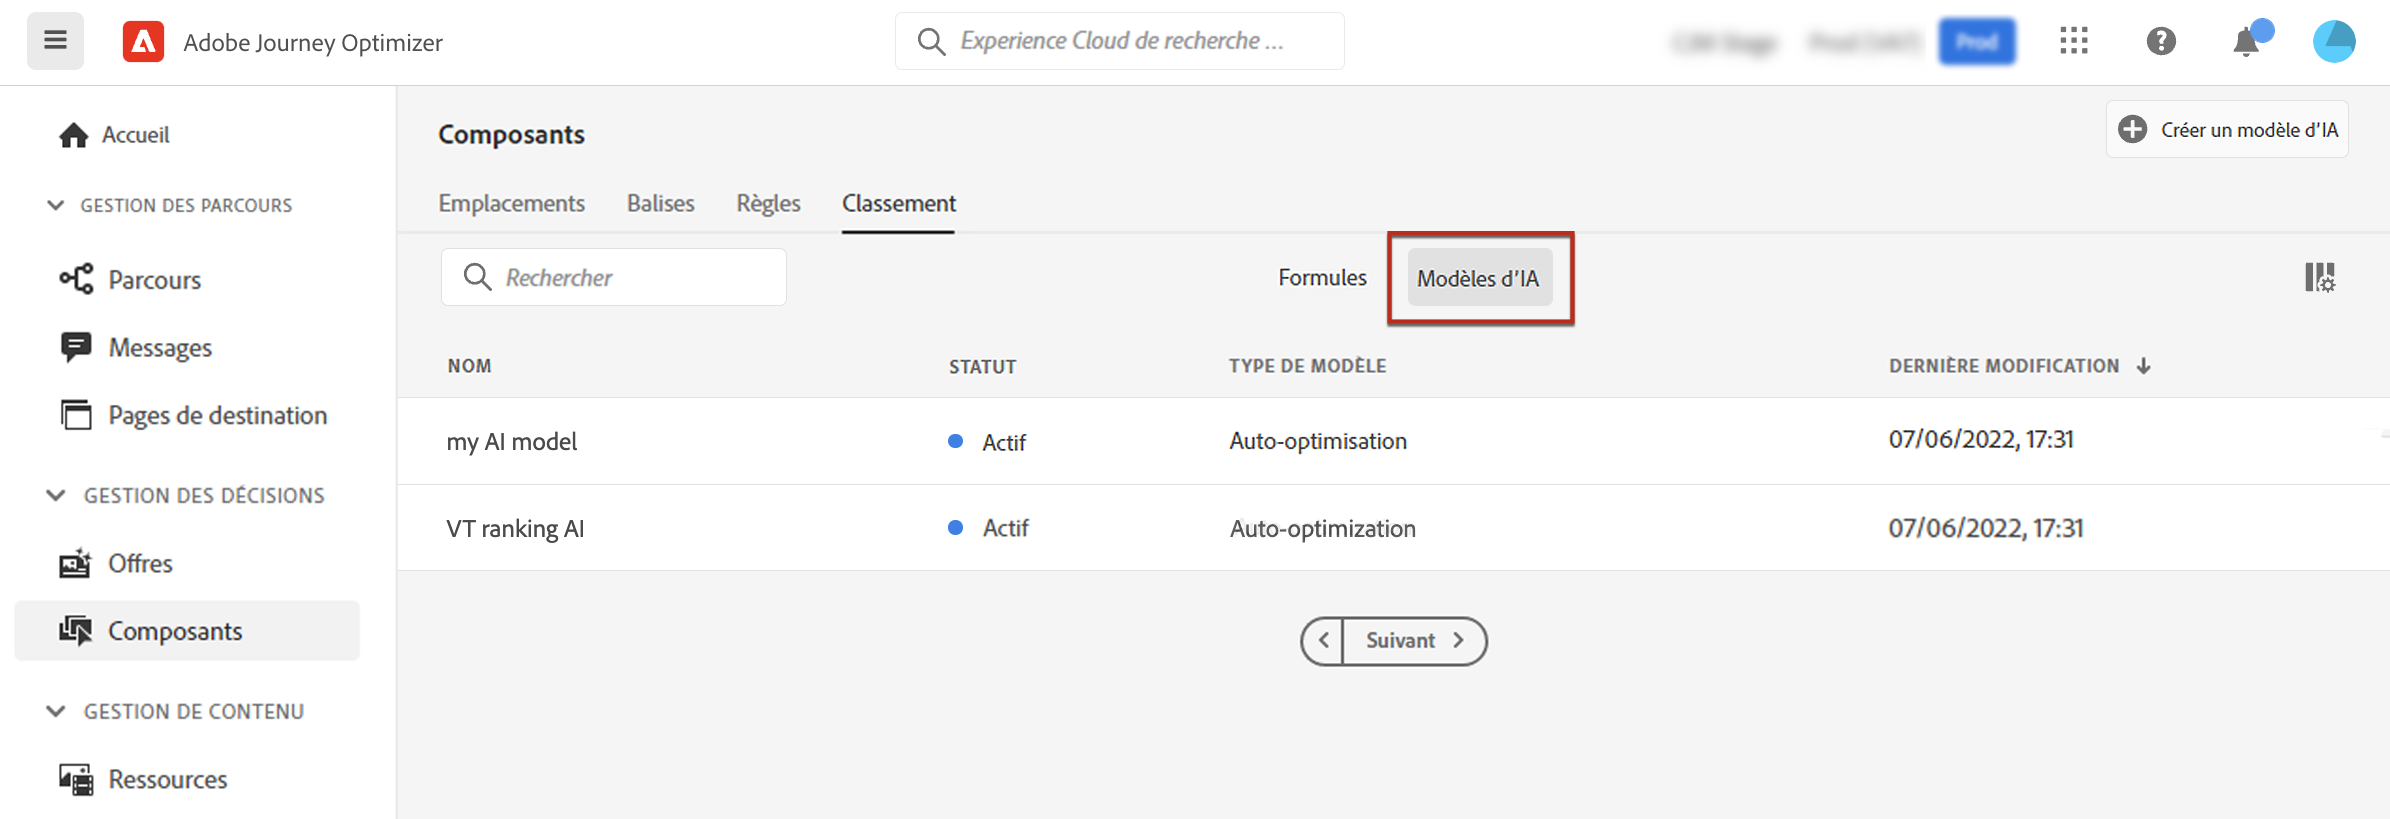 Adobe Journey Optimizer
Experience Cloud de recherche ...
Prod
Accueil
Composants
Créer un modèle d'IA
GESTION DES PARCOURS
Emplacements
Balises
Règles
Classement
Parcours
Rechercher
Formules
Modèles d'IA
Messages
NOM
STATUT
TYPE DE MODÈLE
DERNIÈRE MODIFICATION
Pages de destination
my AI model
Actif
Auto-optimisation
07/06/2022, 17:31
GESTION DES DÉCISIONS
VT ranking AI
Actif
Auto-optimization
07/06/2022, 17:31
Offres
Composants
Suivant
GESTION DE CONTENU
Ressources